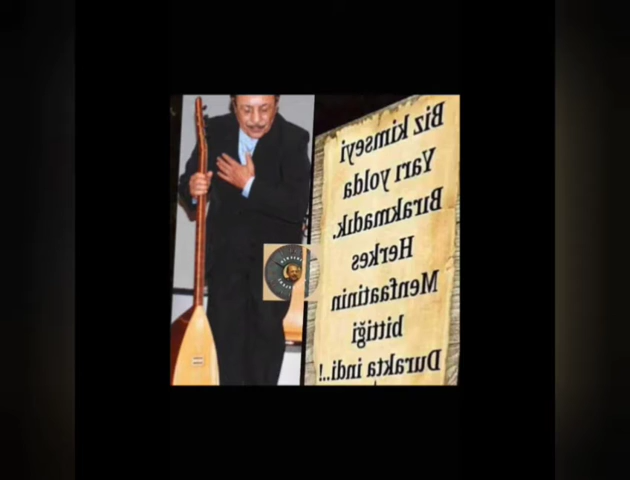 Biz kimseyi
Yarı yolda
Bırakmadık.
Herkes
Menfaatinin
bittiği
Durakta indi..!